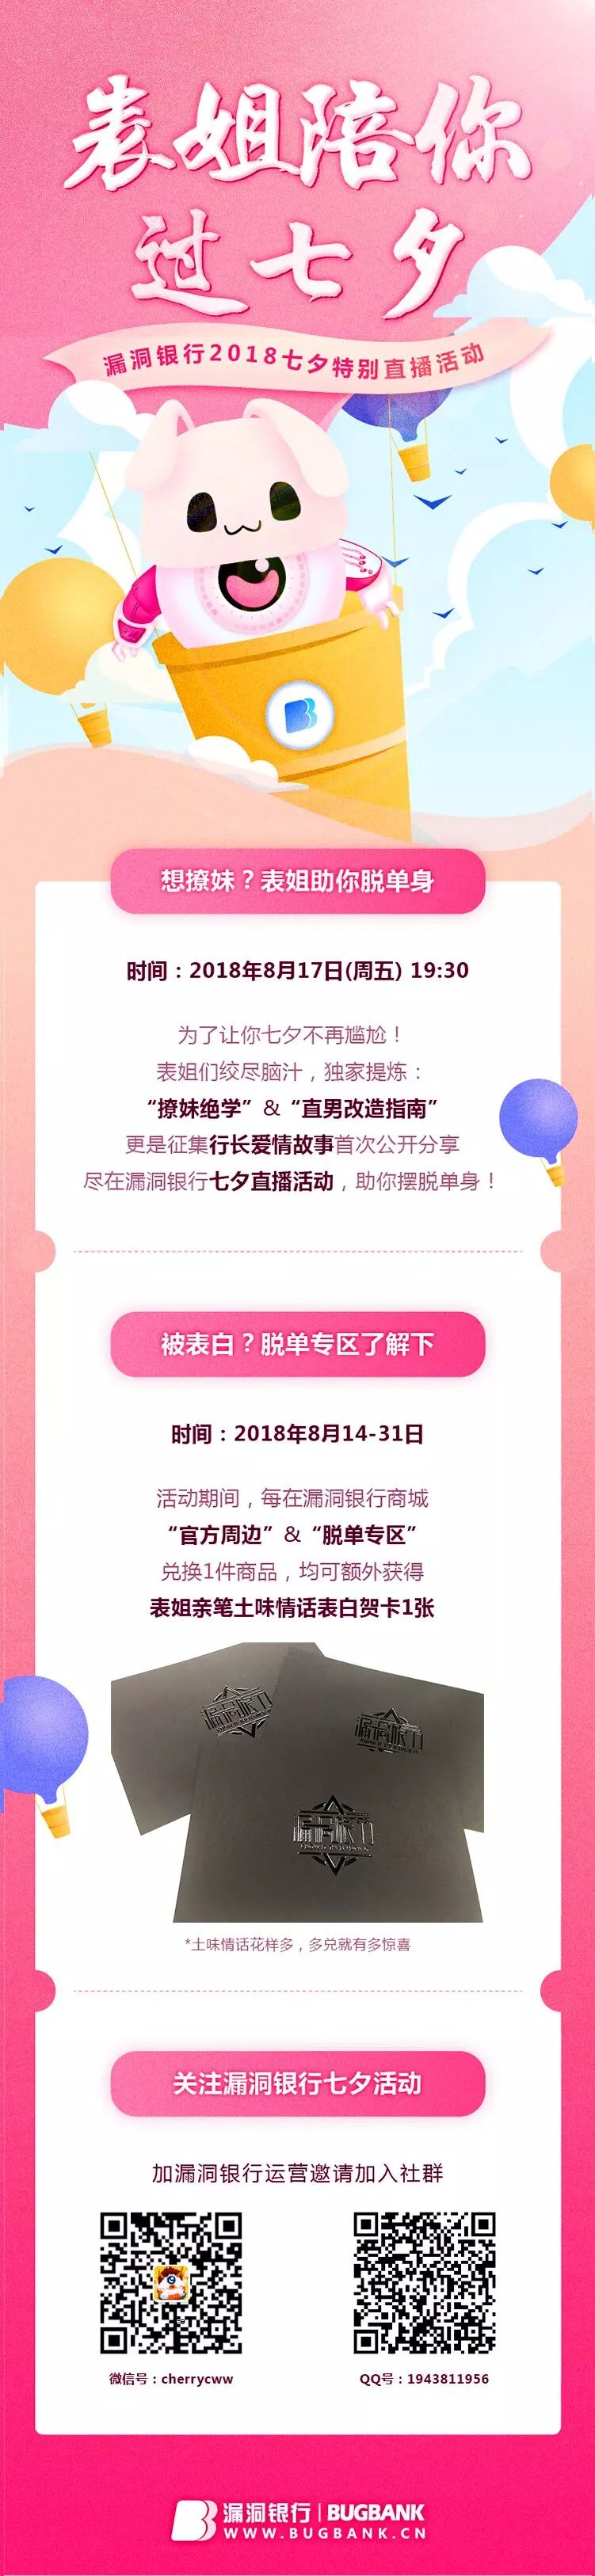 表姐陪你
过七夕
漏洞银行2018七夕特别直播活动
想撩妹？表姐助你脱单身
时间：2018年8月17日(周五) 19:30
为了让你七夕不再尴尬！
表姐们绞尽脑汁，独家提炼：
“撩妹绝学”&“直男改造指南”
更是征集行长爱情故事首次公开分享
尽在漏洞银行七夕直播活动，助你摆脱单身！
被表白？脱单专区了解下
时间：2018年8月14-31日
活动期间，每在漏洞银行商城
“官方周边”&“脱单专区”
兑换1件商品，均可额外获得
表姐亲笔土味情话表白贺卡1张
*土味情话花样多，多兑就有多惊喜
关注漏洞银行七夕活动
加漏洞银行运营邀请加入社群
微信号：cherrycww
QQ号：1943811956
漏洞银行 | BUGBANK
WWW.BUGBANK.CN